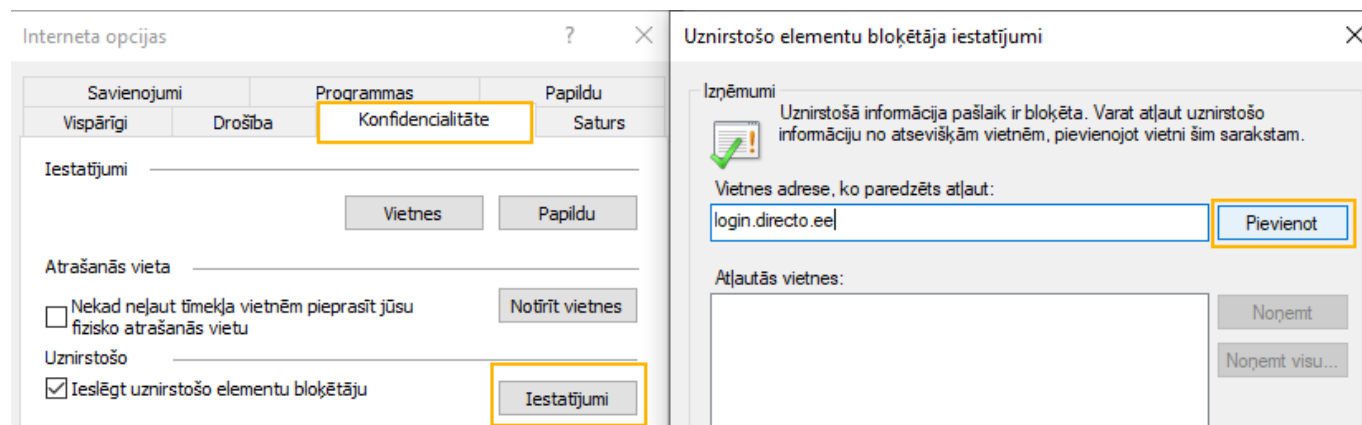 Interneta opcijas
?
Savienojumi
Programmas
Papildu
Vispārīgi
Drošība
Konfidencialitāte
Saturs
Iestatījumi
Vietnes
Papildu
Atrašanās vieta
Nekad neļaut tīmekļa vietnēm pieprasīt jūsu
fizisko atrašanās vietu
Notīrīt vietnes
Uznirstošo
Ieslēgt uznirstošo elementu bloķētāju
Iestatījumi
Uznirstošo elementu bloķētāja iestatījumi
Izņēmumi
Uznirstošā informācija pašlaik ir bloķēta. Varat atļaut uznirstošo
informāciju no atsevišķām vietnēm, pievienojot vietni šim sarakstam.
Vietnes adrese, ko paredzēts atļaut:
login.directo.ee
Pievienot
Atļautās vietnes:
Noņemt
Noņemt visu...